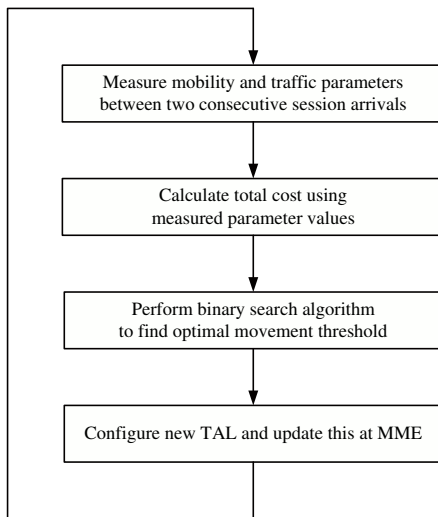 Measure mobility and traffic parameters
between two consecutive session arrivals
Calculate total cost using
measured parameter values
Perform binary search algorithm
to find optimal movement threshold
Configure new TAL and update this at MME